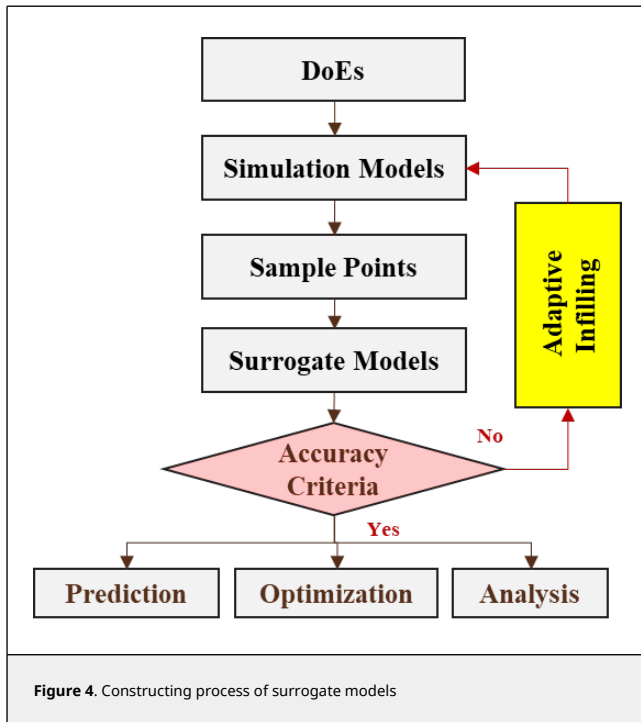 DoEs
Simulation Models
Sample Points
Surrogate Models
Adaptive
Infilling
Accuracy
Criteria
No
Yes
Prediction
Optimization
Analysis
Figure 4. Constructing process of surrogate models